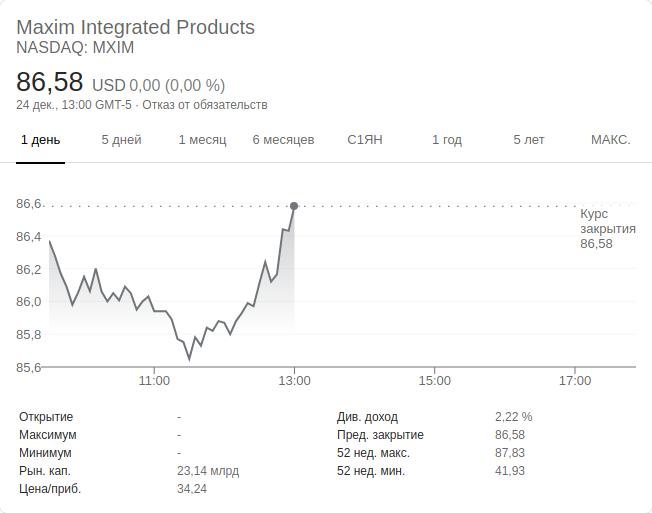 Maxim Integrated Products
NASDAQ: MXIM
86,58 USD 0,00 (0,00 %)
24 дек., 13:00 GMT-5 · Отказ от обязательств
1 день 5 дней 1 месяц 6 месяцев С1ЯН 1 год 5 лет МАКС.
86,6
Курс
закрытия
86,58
86,4
86,2
86,0
85,8
85,6
11:00 13:00 15:00 17:00
Открытие - Див. доход 2,22 %
Максимум - Пред. закрытие 86,58
Минимум - 52 нед. макс. 87,83
Рын. кап. 23,14 млрд 52 нед. мин. 41,93
Цена/приб. 34,24